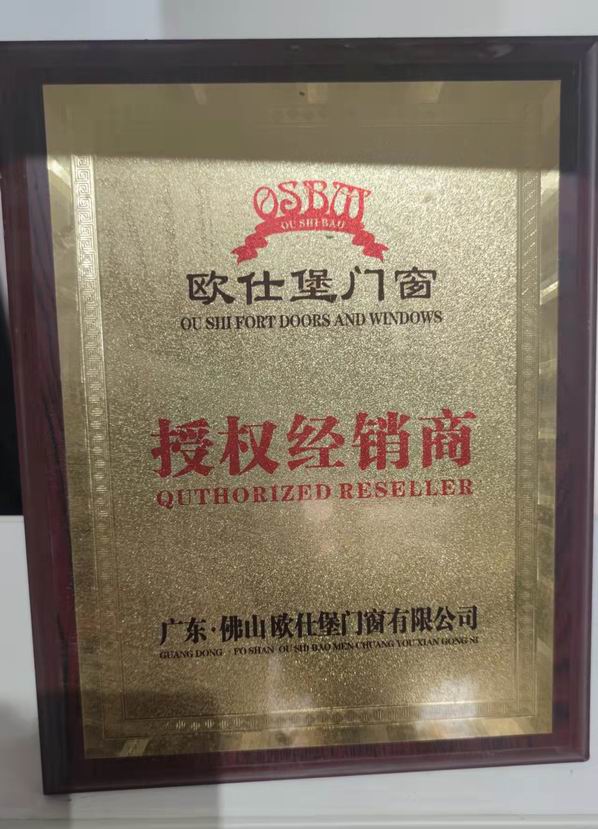 OSBM
OU SHI BAO
欧仕堡门窗
OU SHI FORT DOORS AND WINDOWS
授权经销商
QUTHORIZED RESELLER
广东·佛山欧仕堡门窗有限公司
GUANG DONG FO SHAN OU SHI BAO MEN CHUANG YOU XIAN GONG SI